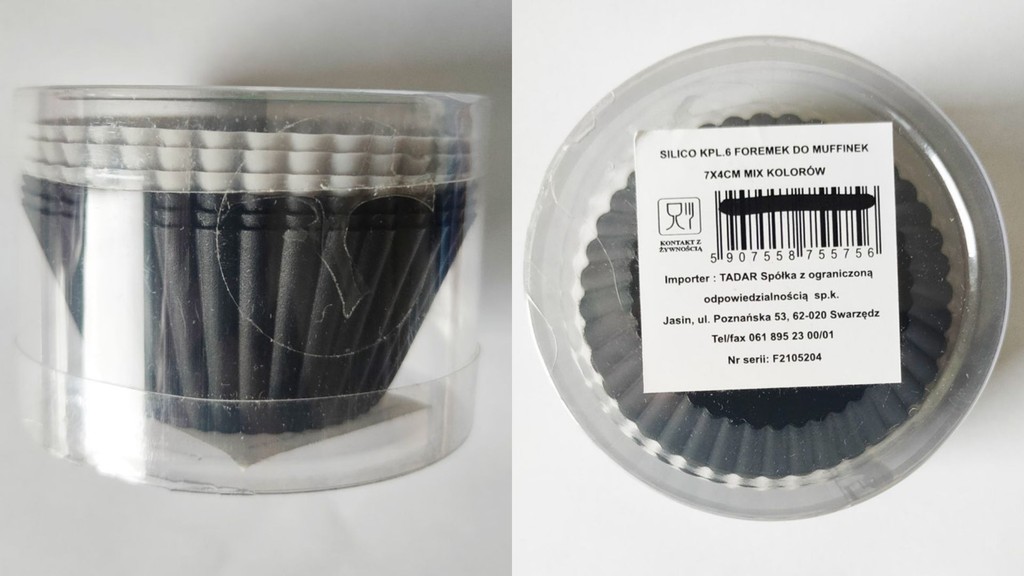 SILICO KPL.6 FOREMEK DO MUFFINEK
7X4CM MIX KOLORÓW
KONTAKT Z
ŻYWNOŚCIĄ
5 907558 755756
Importer : TADAR Spółka z ograniczoną
odpowiedzialnością sp.k.
Jasin, ul. Poznańska 53, 62-020 Swarzędz
Tel/fax 061 895 23 00/01
Nr serii: F2105204